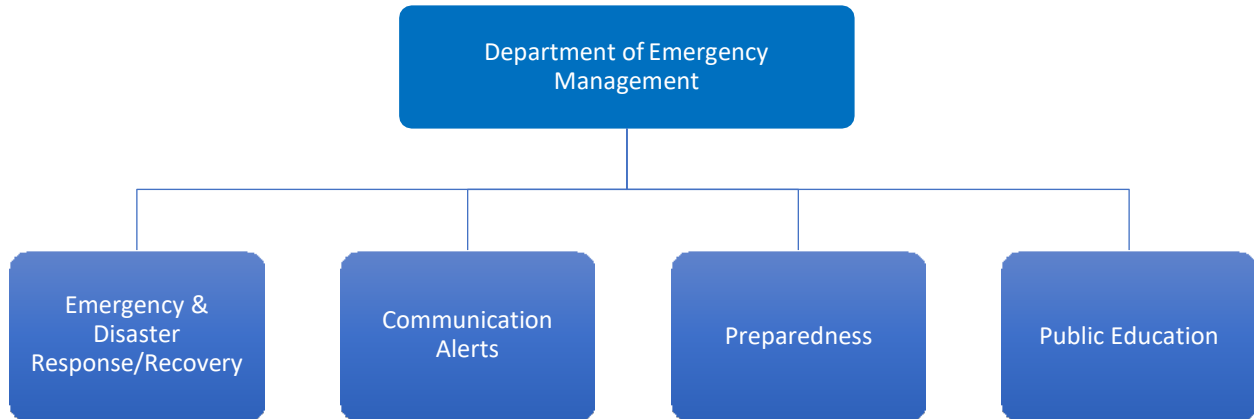 Department of Emergency
Management
Emergency &
Disaster
Response/Recovery
Communication
Alerts
Preparedness
Public Education